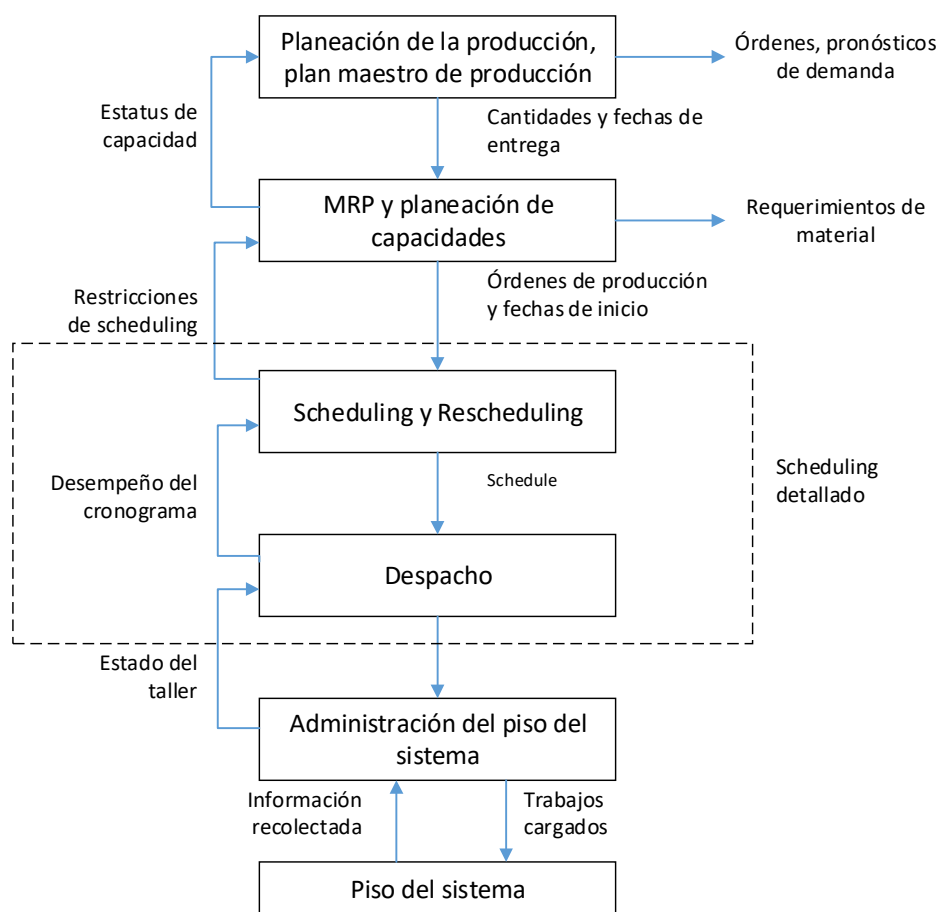 Planeación de la producción,
plan maestro de producción
Órdenes, pronósticos
de demanda
Estatus de
capacidad
Cantidades y fechas de
entrega
MRP y planeación de
capacidades
Requerimientos de
material
Restricciones
de scheduling
Órdenes de producción
y fechas de inicio
Scheduling y Rescheduling
Scheduling
detallado
Desempeño del
cronograma
Schedule
Despacho
Estado del
taller
Administración del piso del
sistema
Información
recolectada
Trabajos
cargados
Piso del sistema